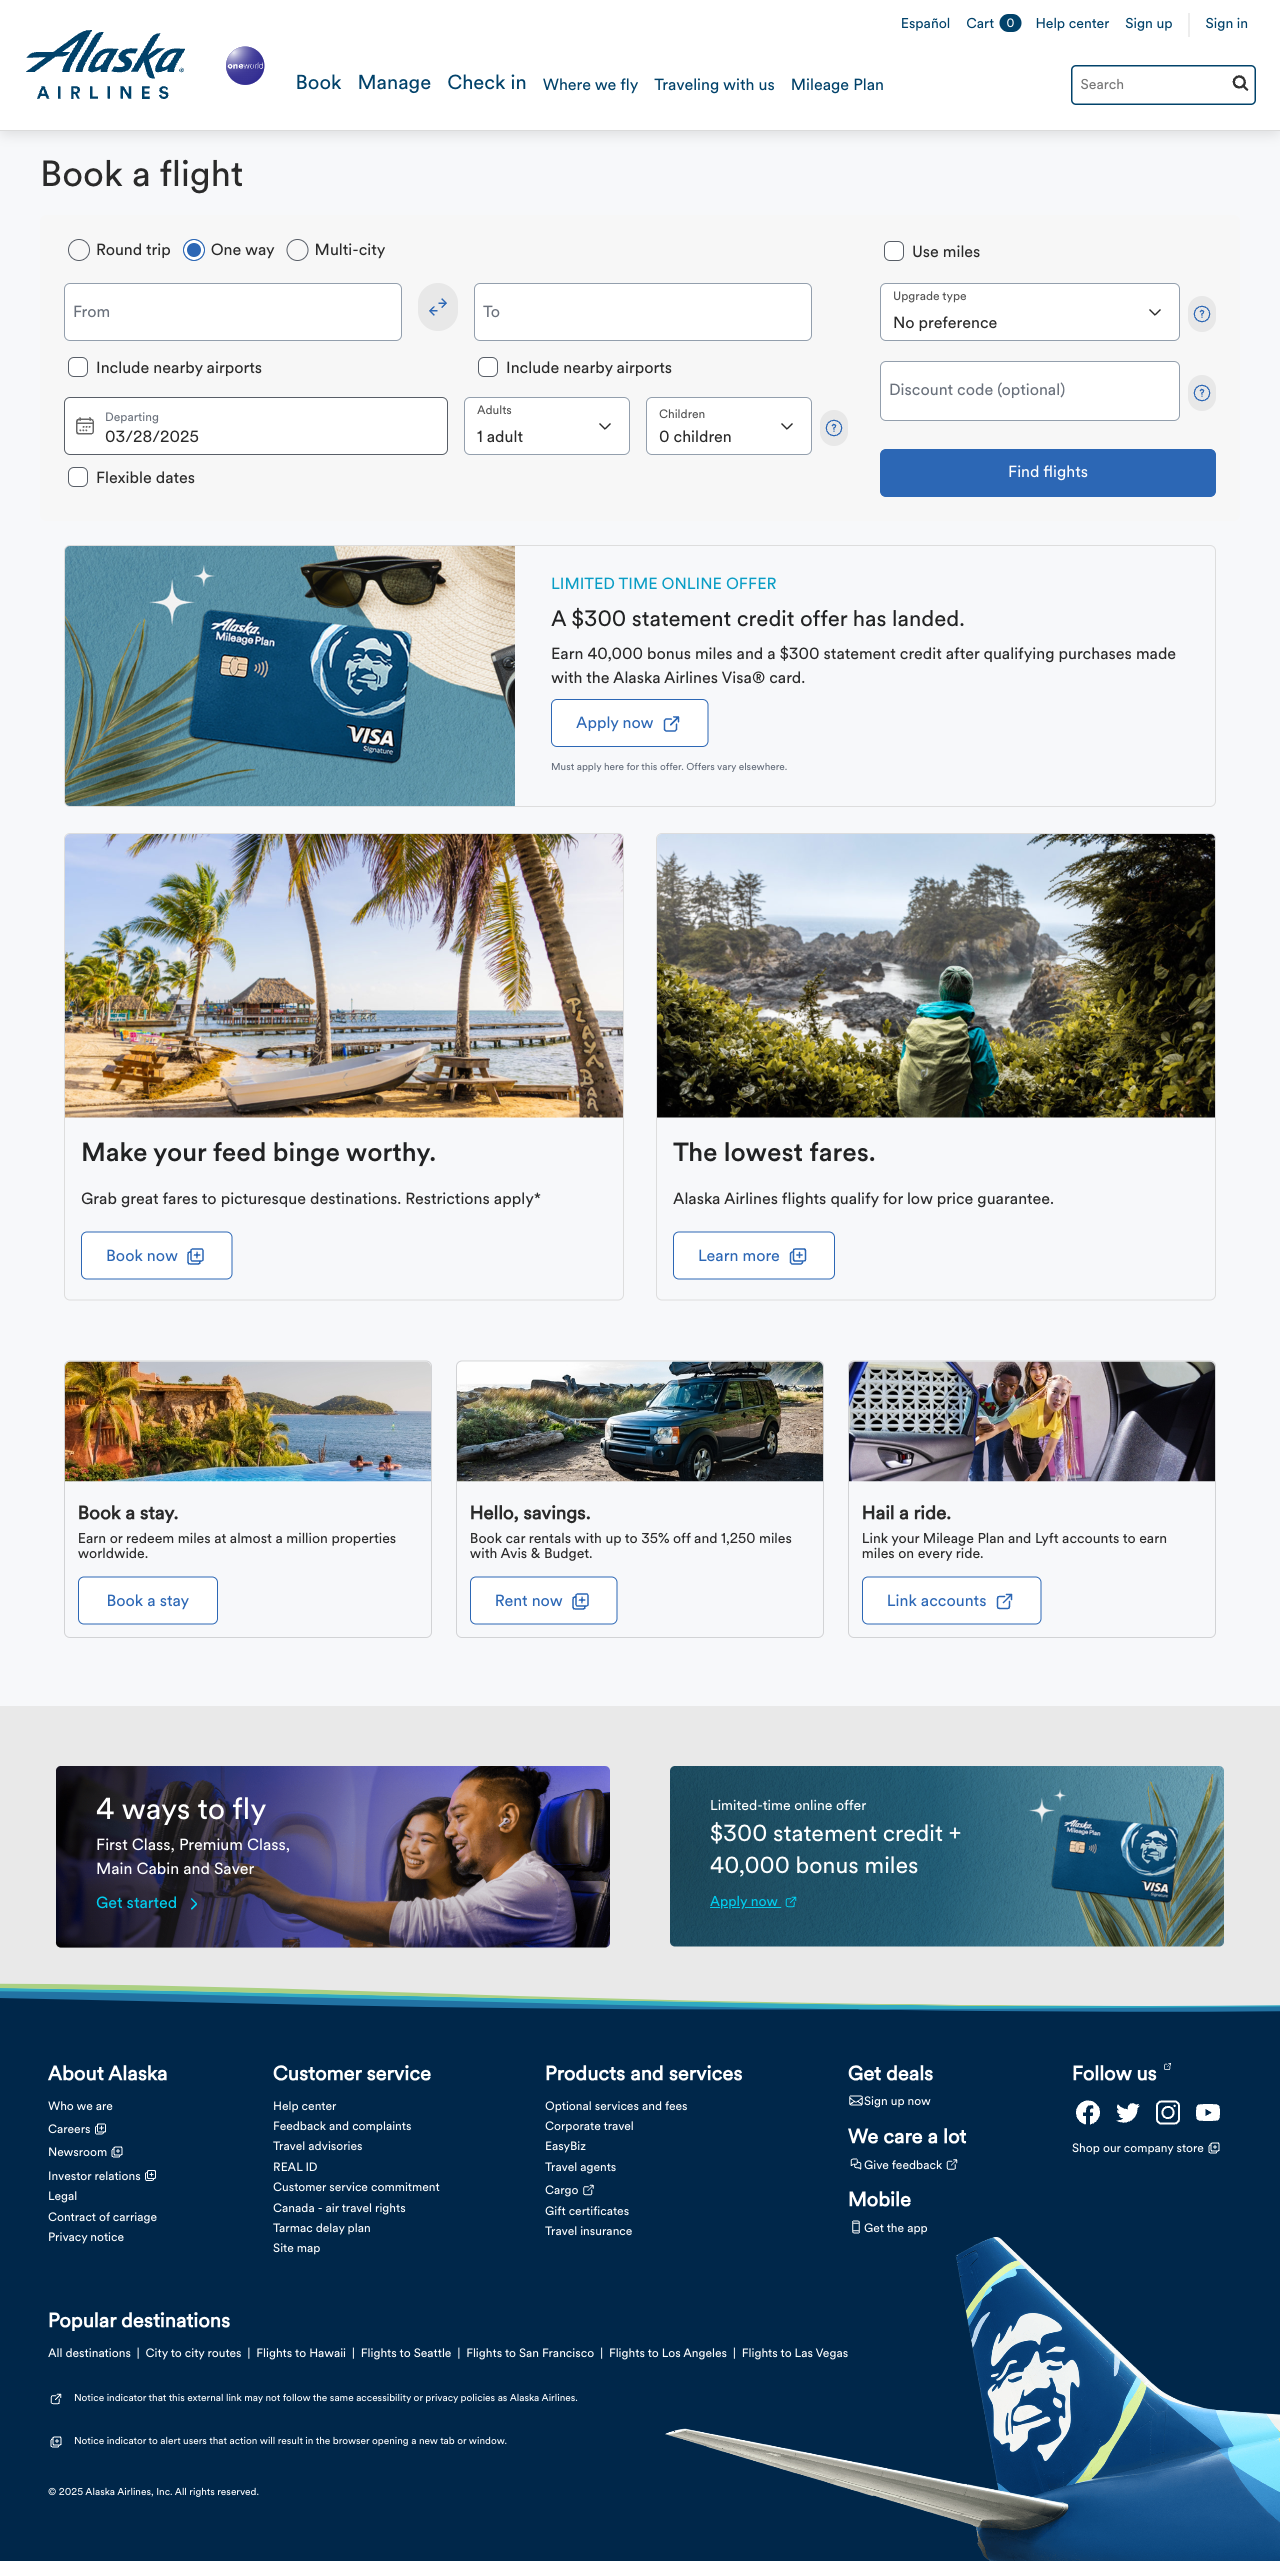 Español Cart 0 Help center Sign up Sign in
Alaska
AIRLINES
oneworld
Book Manage Check in Where we fly Traveling with us Mileage Plan
Search
Book a flight
Round trip One way Multi-city
Use miles
From
To
Upgrade type
No preference
Include nearby airports
Include nearby airports
Discount code (optional)
Departing
03/28/2025
Adults
1 adult
Children
0 children
Flexible dates
Find flights
Alaska.
Mileage Plan
VISA
Signature
LIMITED TIME ONLINE OFFER
A $300 statement credit offer has landed.
Earn 40,000 bonus miles and a $300 statement credit after qualifying purchases made
with the Alaska Airlines Visa® card.
Apply now
Must apply here for this offer. Offers vary elsewhere.
PLAYA BAR
Make your feed binge worthy.
Grab great fares to picturesque destinations. Restrictions apply*
Book now
The lowest fares.
Alaska Airlines flights qualify for low price guarantee.
Learn more
Book a stay.
Earn or redeem miles at almost a million properties
worldwide.
Book a stay
Hello, savings.
Book car rentals with up to 35% off and 1,250 miles
with Avis & Budget.
Rent now
Hail a ride.
Link your Mileage Plan and Lyft accounts to earn
miles on every ride.
Link accounts
4 ways to fly
First Class, Premium Class,
Main Cabin and Saver
Get started
Limited-time online offer
$300 statement credit +
40,000 bonus miles
Apply now
Alaska.
Mileage Plan
VISA
Signature
About Alaska
Who we are
Careers
Newsroom
Investor relations
Legal
Contract of carriage
Privacy notice
Customer service
Help center
Feedback and complaints
Travel advisories
REAL ID
Customer service commitment
Canada - air travel rights
Tarmac delay plan
Site map
Products and services
Optional services and fees
Corporate travel
EasyBiz
Travel agents
Cargo
Gift certificates
Travel insurance
Get deals
Sign up now
We care a lot
Give feedback
Mobile
Get the app
Follow us
Shop our company store
Popular destinations
All destinations | City to city routes | Flights to Hawaii | Flights to Seattle | Flights to San Francisco | Flights to Los Angeles | Flights to Las Vegas
Notice indicator that this external link may not follow the same accessibility or privacy policies as Alaska Airlines.
Notice indicator to alert users that action will result in the browser opening a new tab or window.
© 2025 Alaska Airlines, Inc. All rights reserved.